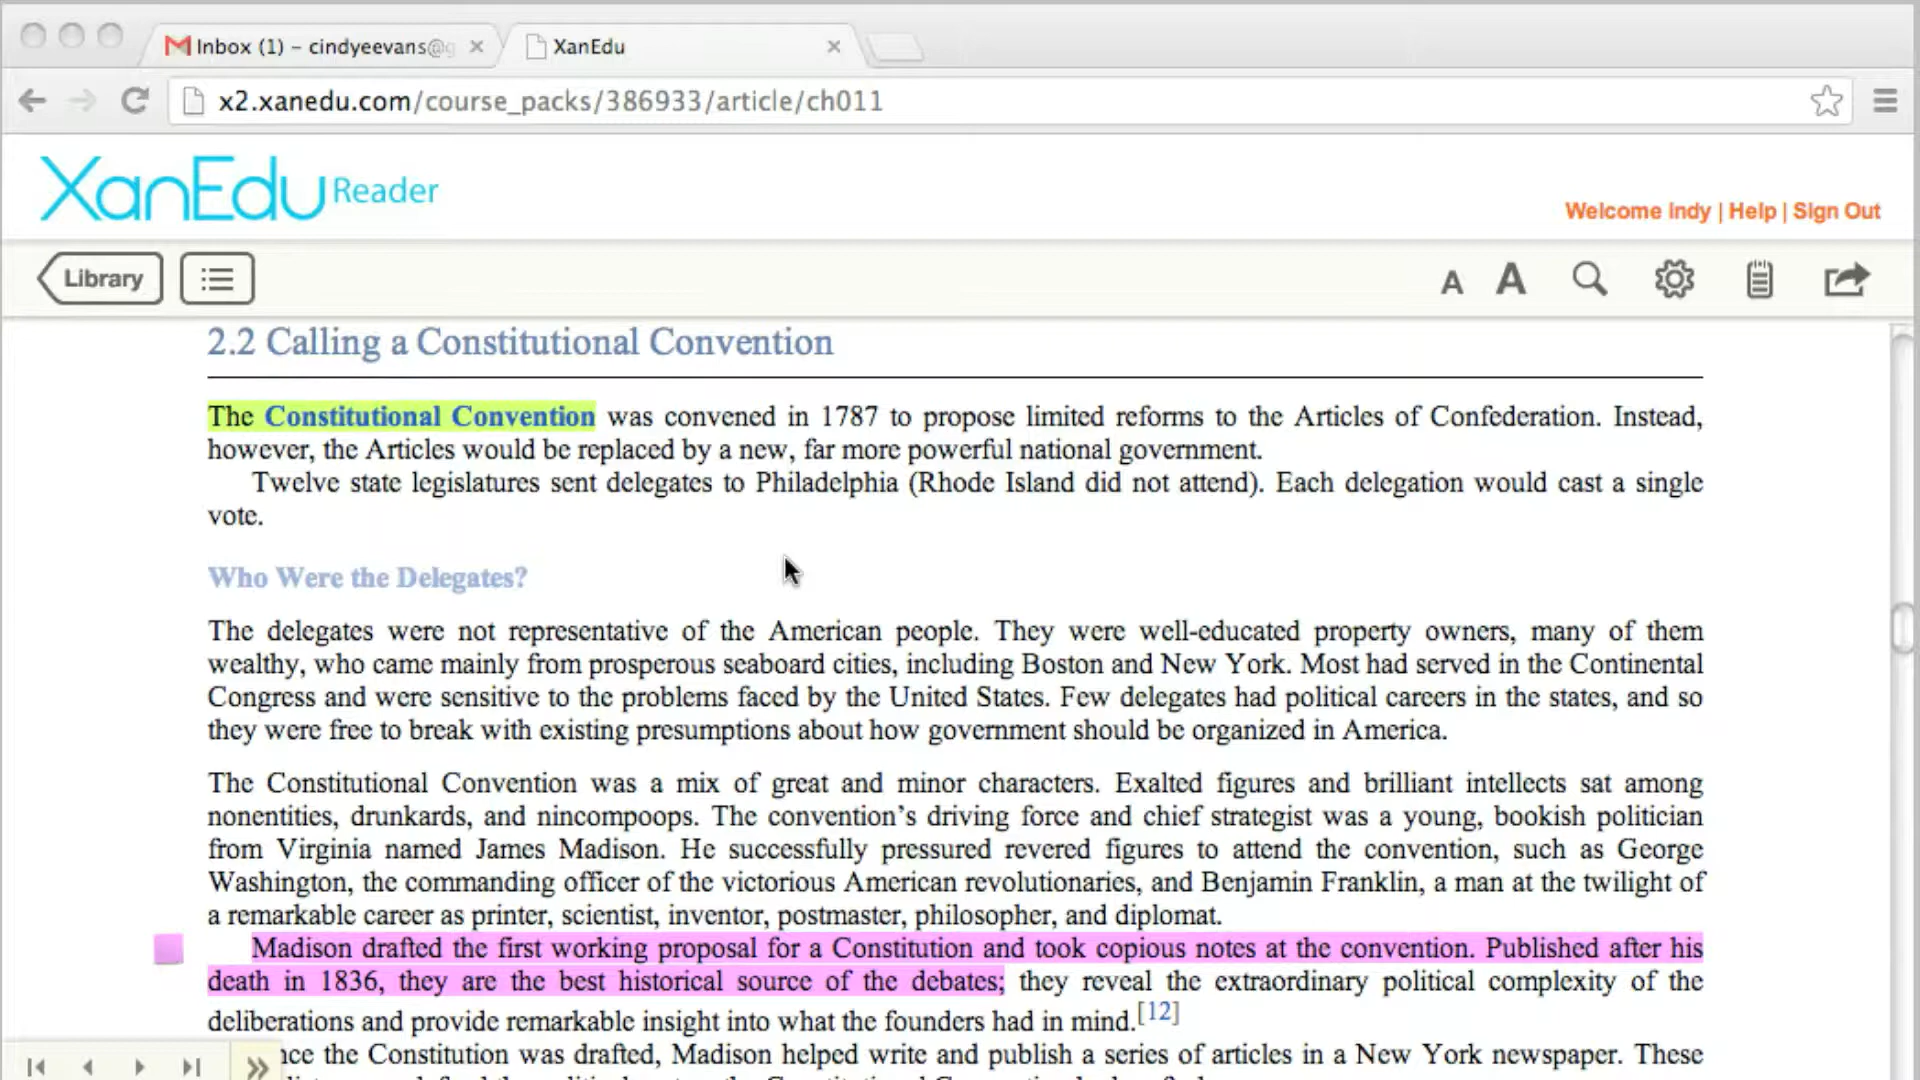 Inbox (1) – cindyeevans@g
XanEdu
x2.xanedu.com/course_packs/386933/article/ch011
XanEdu Reader
Welcome Indy | Help | Sign Out
Library
A A
2.2 Calling a Constitutional Convention
The Constitutional Convention was convened in 1787 to propose limited reforms to the Articles of Confederation. Instead,
however, the Articles would be replaced by a new, far more powerful national government.
Twelve state legislatures sent delegates to Philadelphia (Rhode Island did not attend). Each delegation would cast a single
vote.
Who Were the Delegates?
The delegates were not representative of the American people. They were well-educated property owners, many of them
wealthy, who came mainly from prosperous seaboard cities, including Boston and New York. Most had served in the Continental
Congress and were sensitive to the problems faced by the United States. Few delegates had political careers in the states, and so
they were free to break with existing presumptions about how government should be organized in America.
The Constitutional Convention was a mix of great and minor characters. Exalted figures and brilliant intellects sat among
nonentities, drunkards, and nincompoops. The convention’s driving force and chief strategist was a young, bookish politician
from Virginia named James Madison. He successfully pressured revered figures to attend the convention, such as George
Washington, the commanding officer of the victorious American revolutionaries, and Benjamin Franklin, a man at the twilight of
a remarkable career as printer, scientist, inventor, postmaster, philosopher, and diplomat.
Madison drafted the first working proposal for a Constitution and took copious notes at the convention. Published after his
death in 1836, they are the best historical source of the debates; they reveal the extraordinary political complexity of the
deliberations and provide remarkable insight into what the founders had in mind.[12]
nce the Constitution was drafted, Madison helped write and publish a series of articles in a New York newspaper. These